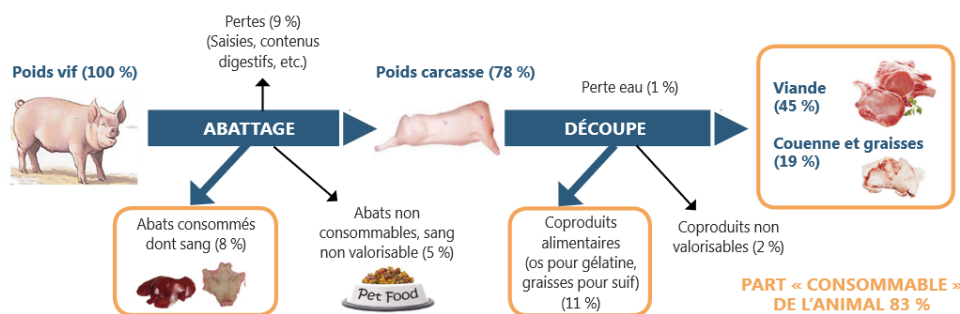 Pertes (9 %)
(Saisies, contenus
digestifs, etc.)
Poids vif (100 %)
Poids carcasse (78 %)
Perte eau (1 %)
ABATTAGE
DÉCOUPE
Viande
(45 %)
Couenne et graisses
(19 %)
Abats consommés
dont sang (8 %)
Abats non
consommables, sang
non valorisable (5 %)
Pet Food
Coproduits
alimentaires
(os pour gélatine,
graisses pour suif)
(11 %)
Coproduits non
valorisables (2 %)
PART « CONSOMMABLE »
DE L’ANIMAL 83 %